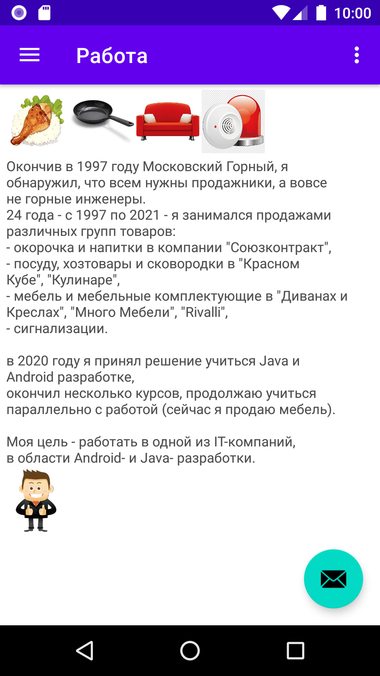 10:00
Работа
Окончив в 1997 году Московский Горный, я
обнаружил, что всем нужны продажники, а вовсе
не горные инженеры.
24 года - с 1997 по 2021 - я занимался продажами
различных групп товаров:
- окорочка и напитки в компании "Союзконтракт",
- посуду, хозтовары и сковородки в "Красном
Кубе", "Кулинаре",
- мебель и мебельные комплектующие в "Диванах и
Креслах", "Много Мебели", "Rivalli",
- сигнализации.
в 2020 году я принял решение учиться Java и
Android разработке,
окончил несколько курсов, продолжаю учиться
параллельно с работой (сейчас я продаю мебель).
Моя цель - работать в одной из IT-компаний,
в области Android- и Java- разработки.